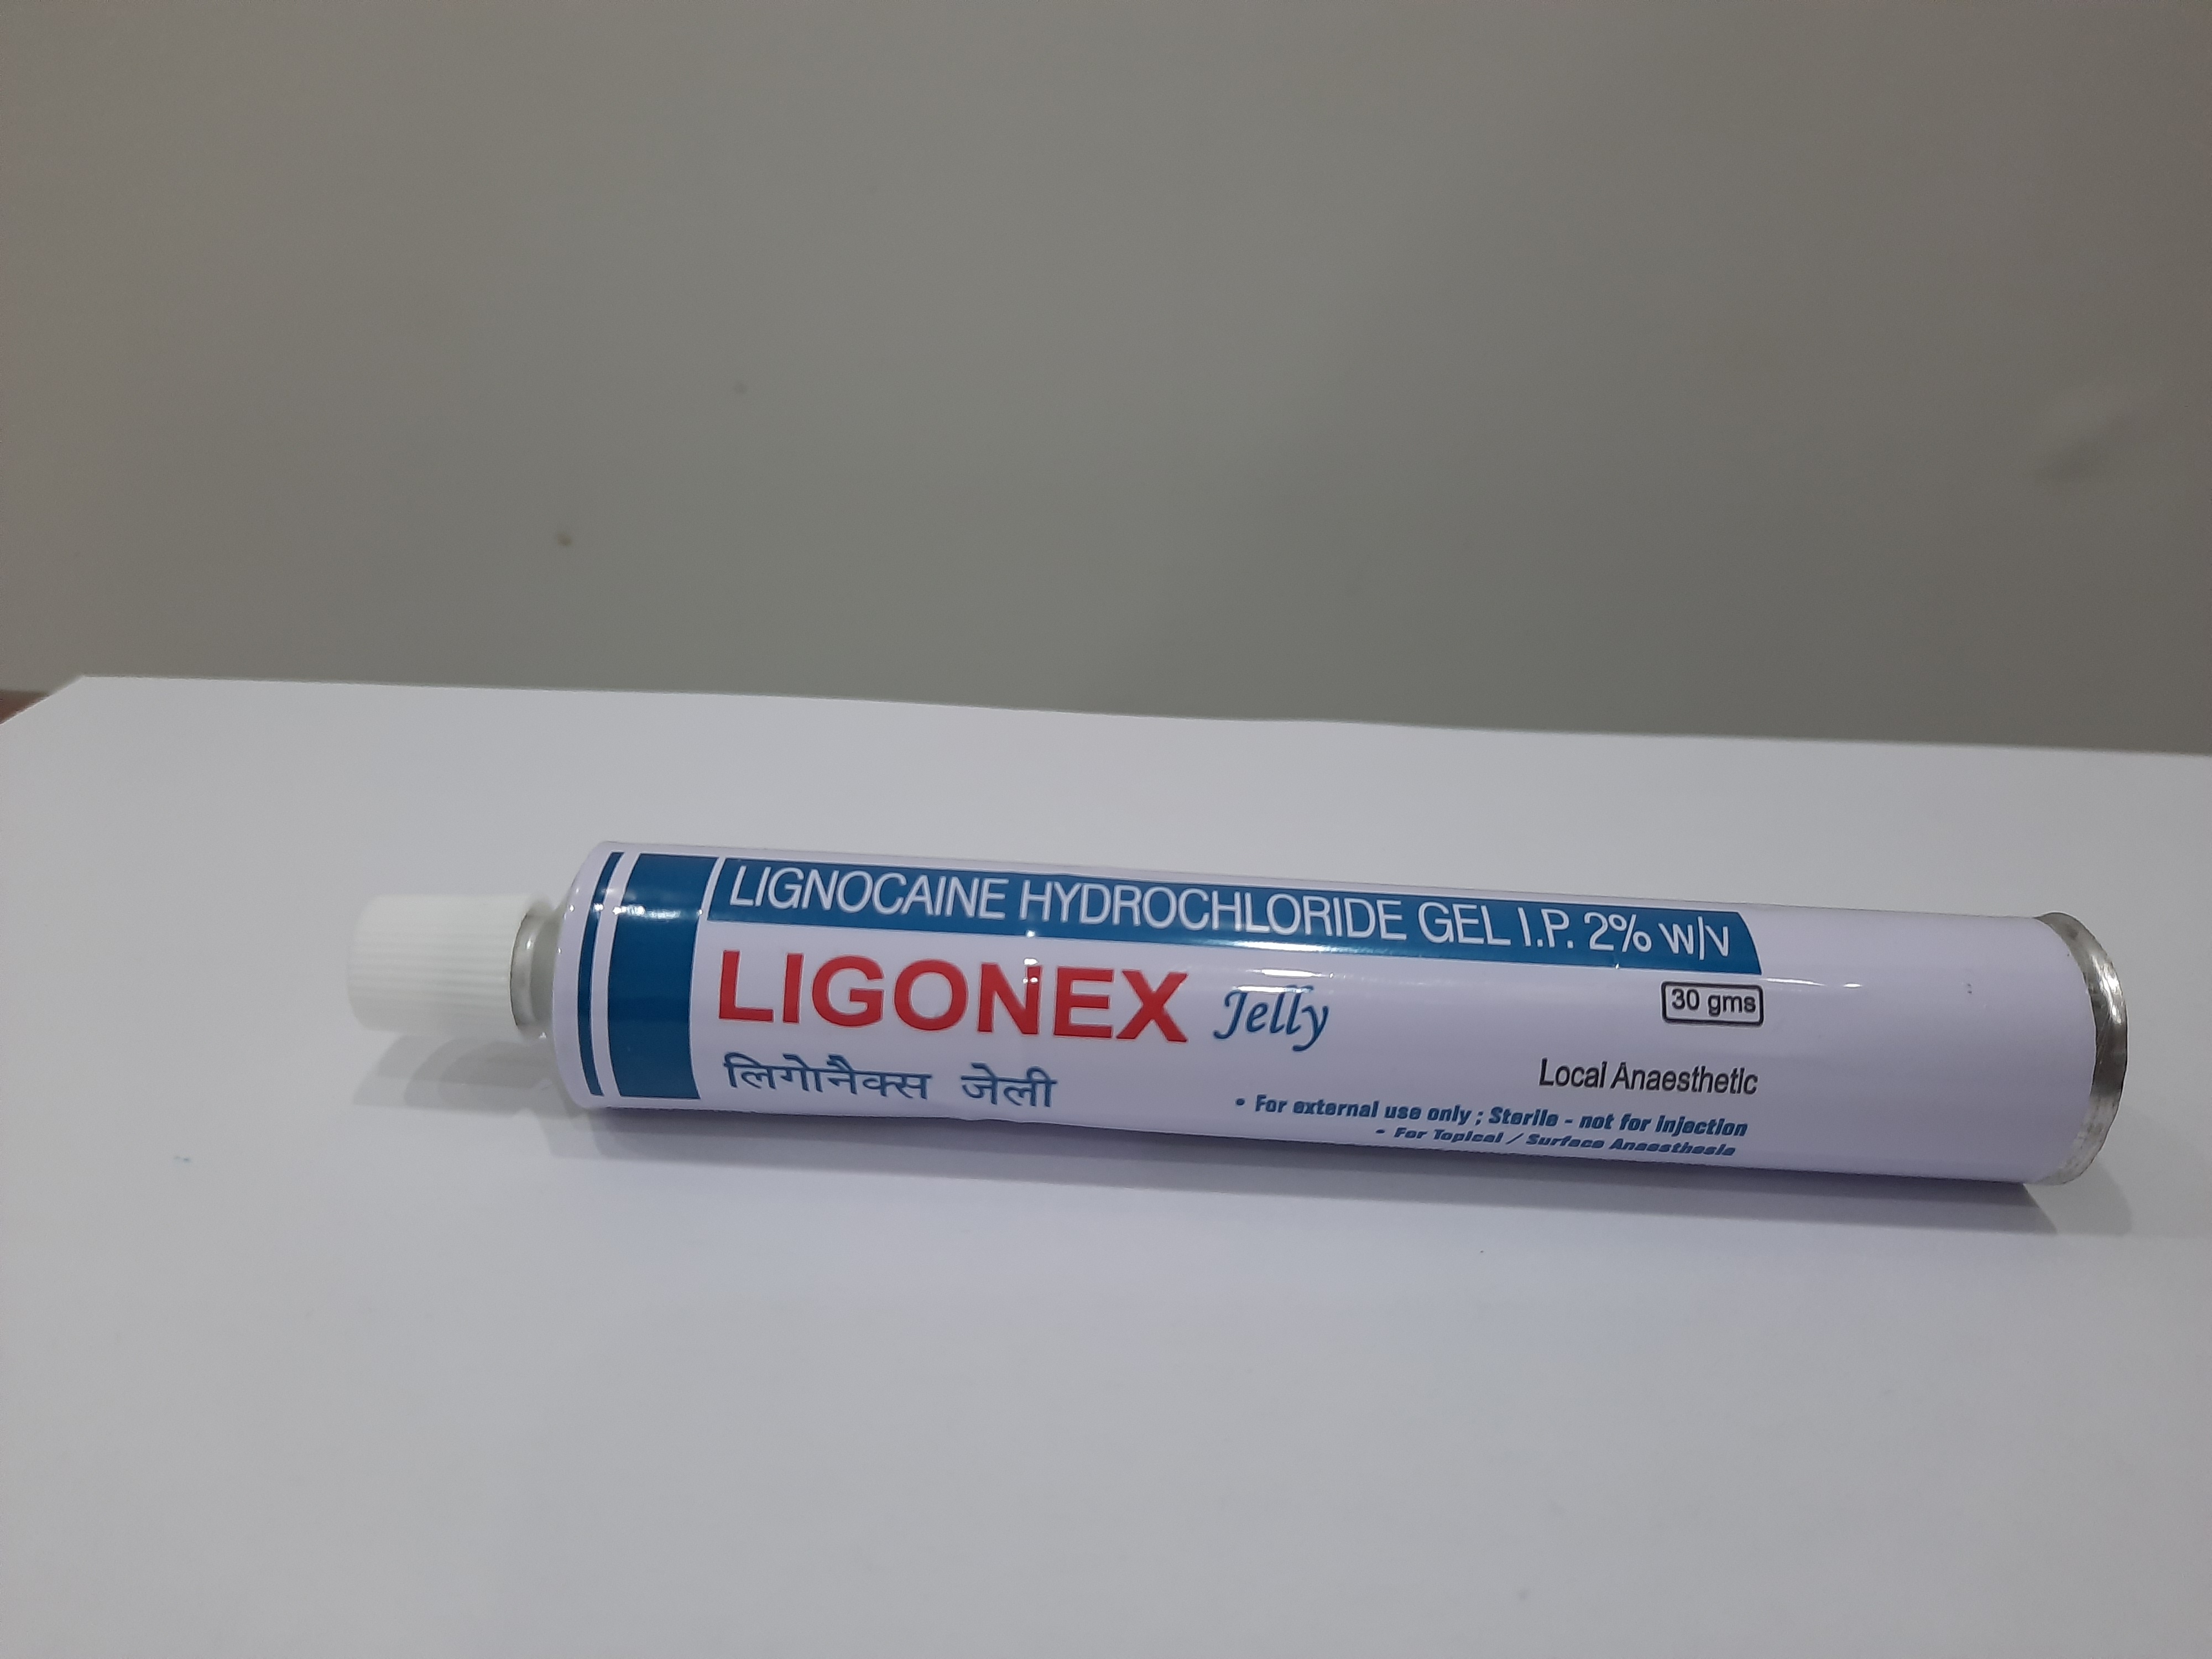 LIGNOCAINE HYDROCHLORIDE GEL I.P. 2% w/v
LIGONEX Jelly
30 gms
लिगोनैक्स जेली
Local Anaesthetic
• For external use only ; Sterile - not for injection
• For Topical / Surface Anaesthesia